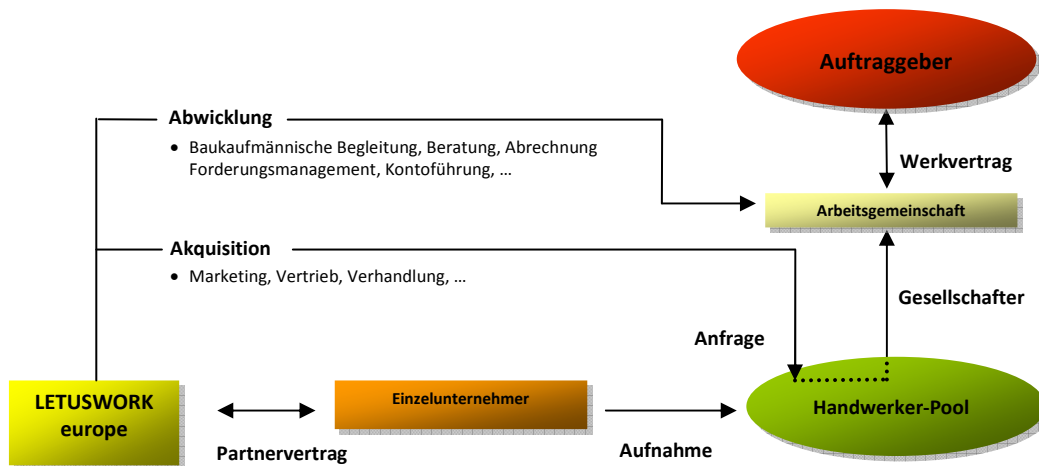 Auftraggeber
Abwicklung
• Baukaufmännische Begleitung, Beratung, Abrechnung
Forderungsmanagement, Kontoführung, …
Werkvertrag
Arbeitsgemeinschaft
Akquisition
• Marketing, Vertrieb, Verhandlung, …
Gesellschafter
Anfrage
LETUSWORK
europe
Einzelunternehmer
Handwerker-Pool
Partnervertrag
Aufnahme